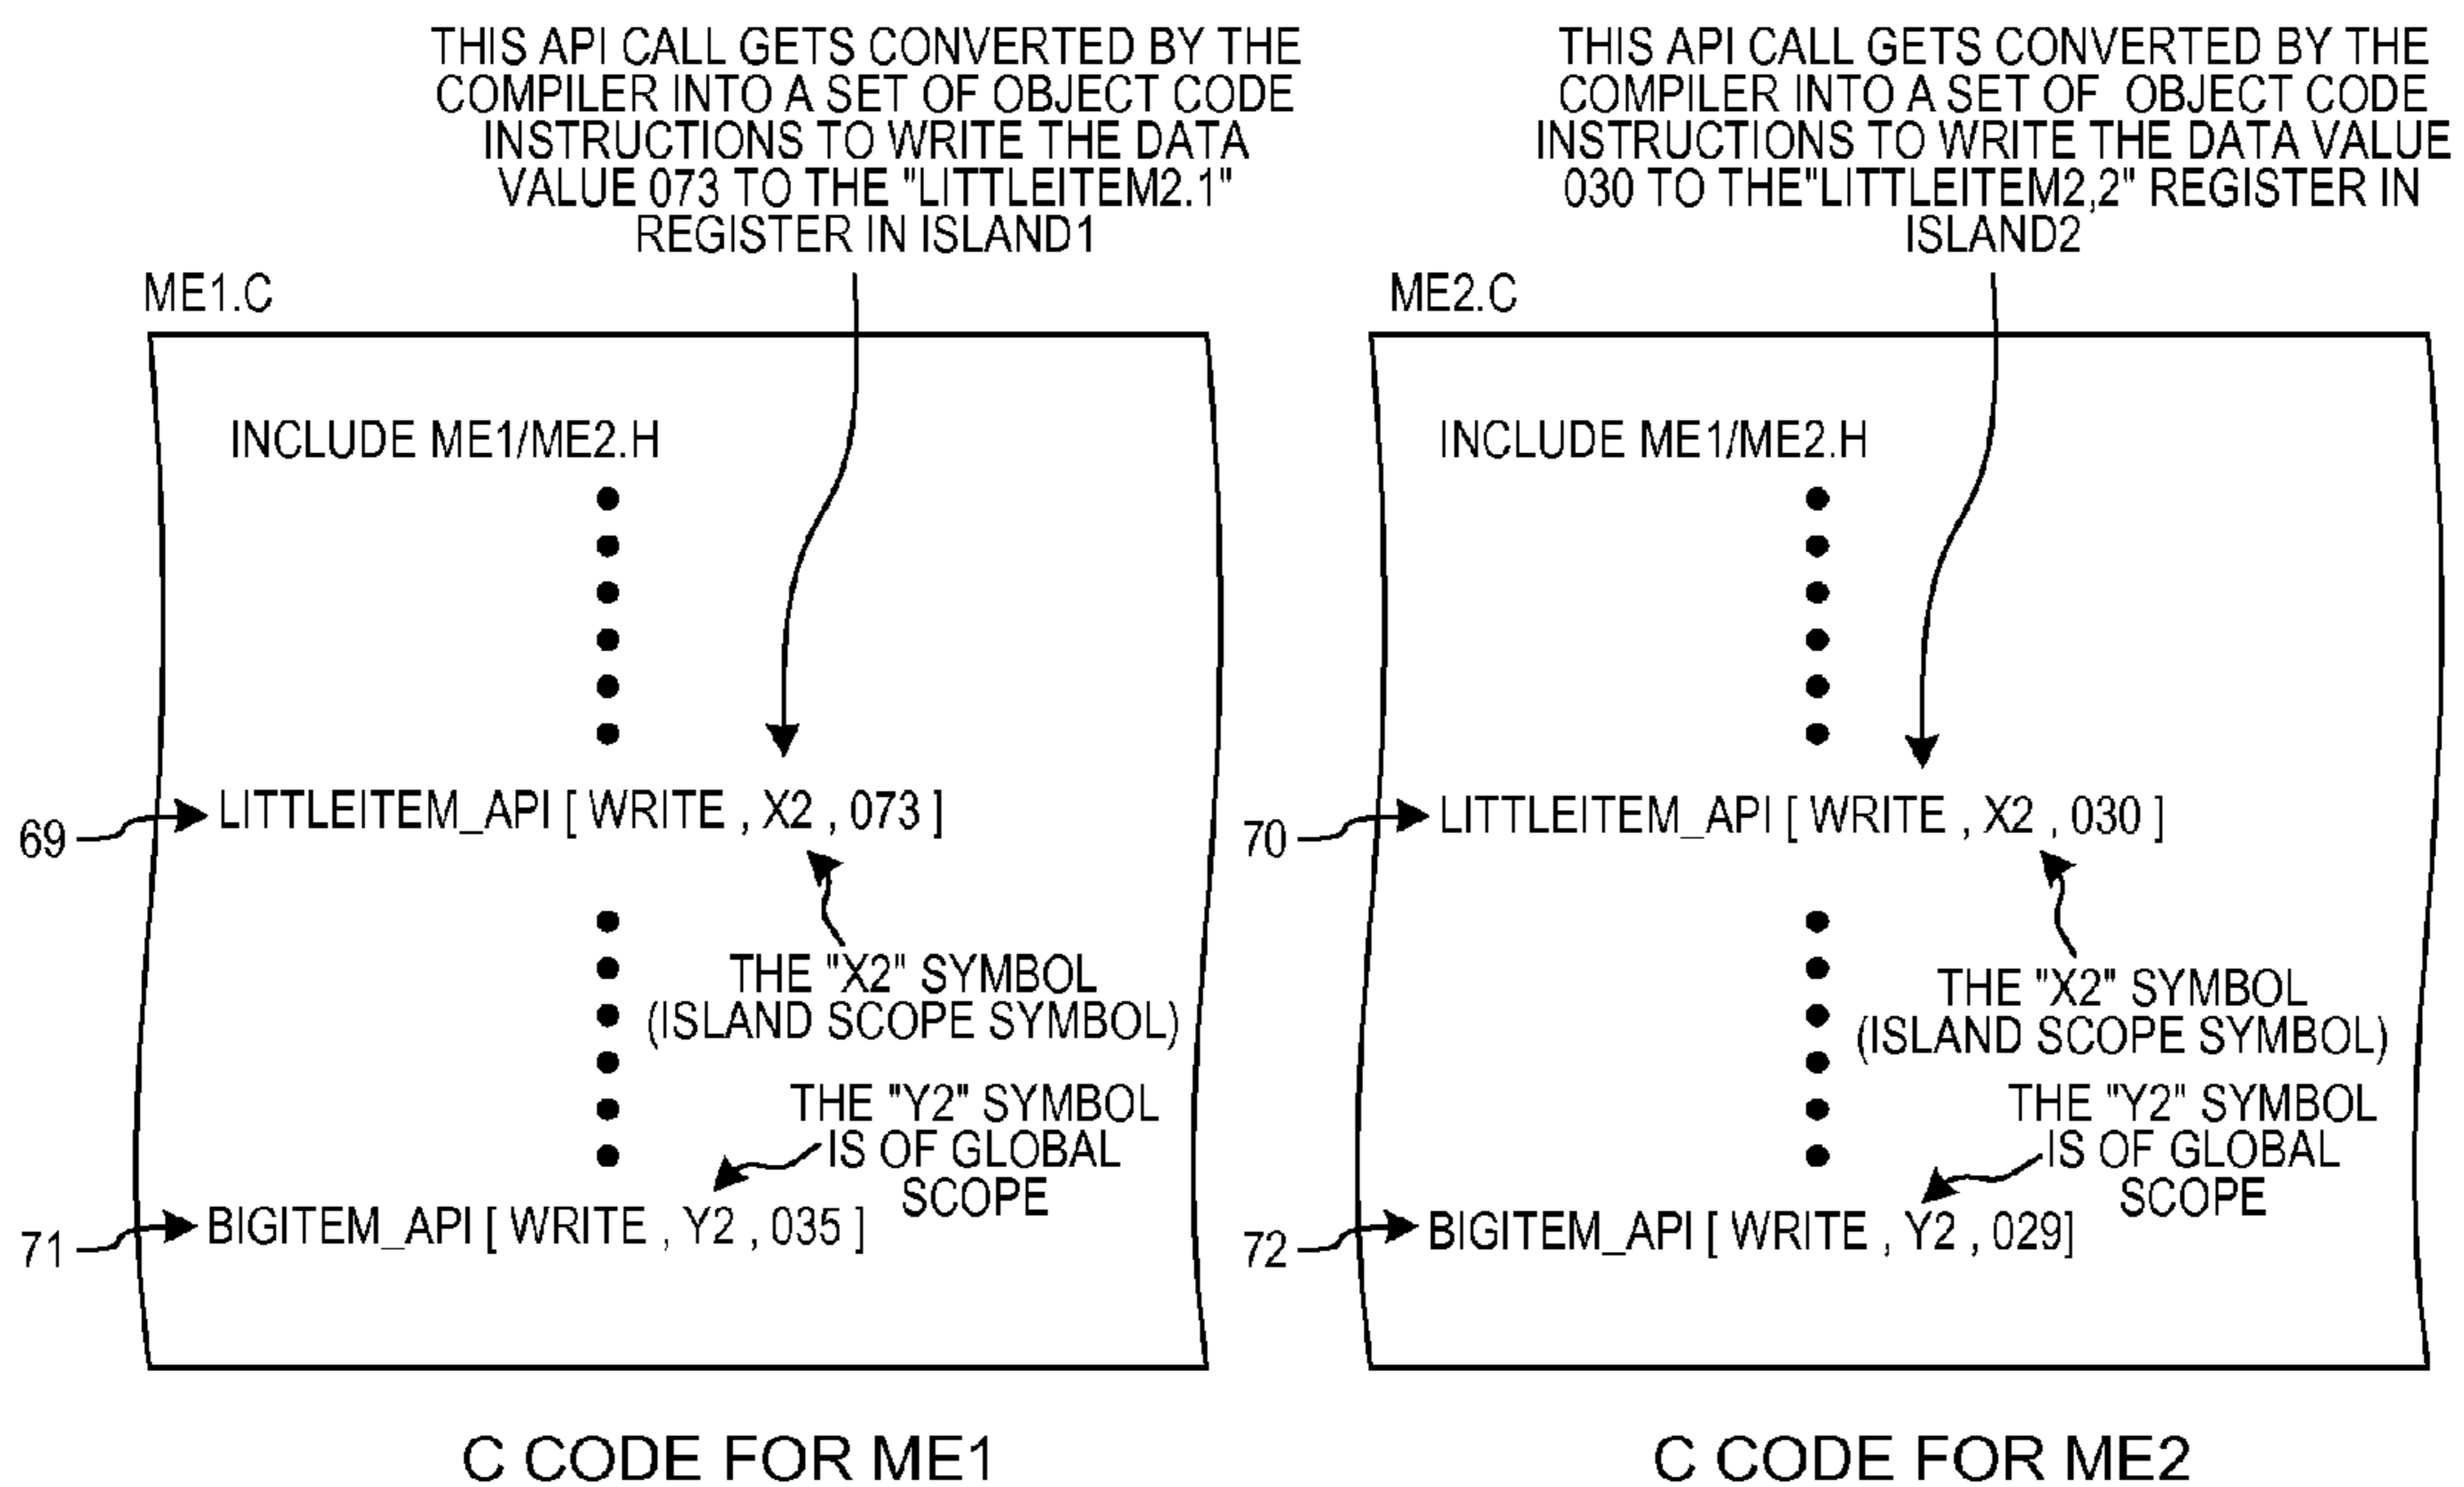 THIS API CALL GETS CONVERTED BY THE
COMPILER INTO A SET OF OBJECT CODE
INSTRUCTIONS TO WRITE THE DATA
VALUE 073 TO THE "LITTLEITEM2.1"
REGISTER IN ISLAND1
ME1.C
INCLUDE ME1/ME2.H
69
LITTLEITEM_API [ WRITE , X2 , 073 ]
THE "X2" SYMBOL
(ISLAND SCOPE SYMBOL)
THE "Y2" SYMBOL
IS OF GLOBAL
SCOPE
71
BIGITEM_API [ WRITE , Y2 , 035 ]
C CODE FOR ME1
THIS API CALL GETS CONVERTED BY THE
COMPILER INTO A SET OF OBJECT CODE
INSTRUCTIONS TO WRITE THE DATA VALUE
030 TO THE"LITTLEITEM2,2" REGISTER IN
ISLAND2
ME2.C
INCLUDE ME1/ME2.H
70
LITTLEITEM_API [ WRITE , X2 , 030 ]
THE "X2" SYMBOL
(ISLAND SCOPE SYMBOL)
THE "Y2" SYMBOL
IS OF GLOBAL
SCOPE
72
BIGITEM_API [ WRITE , Y2 , 029]
C CODE FOR ME2